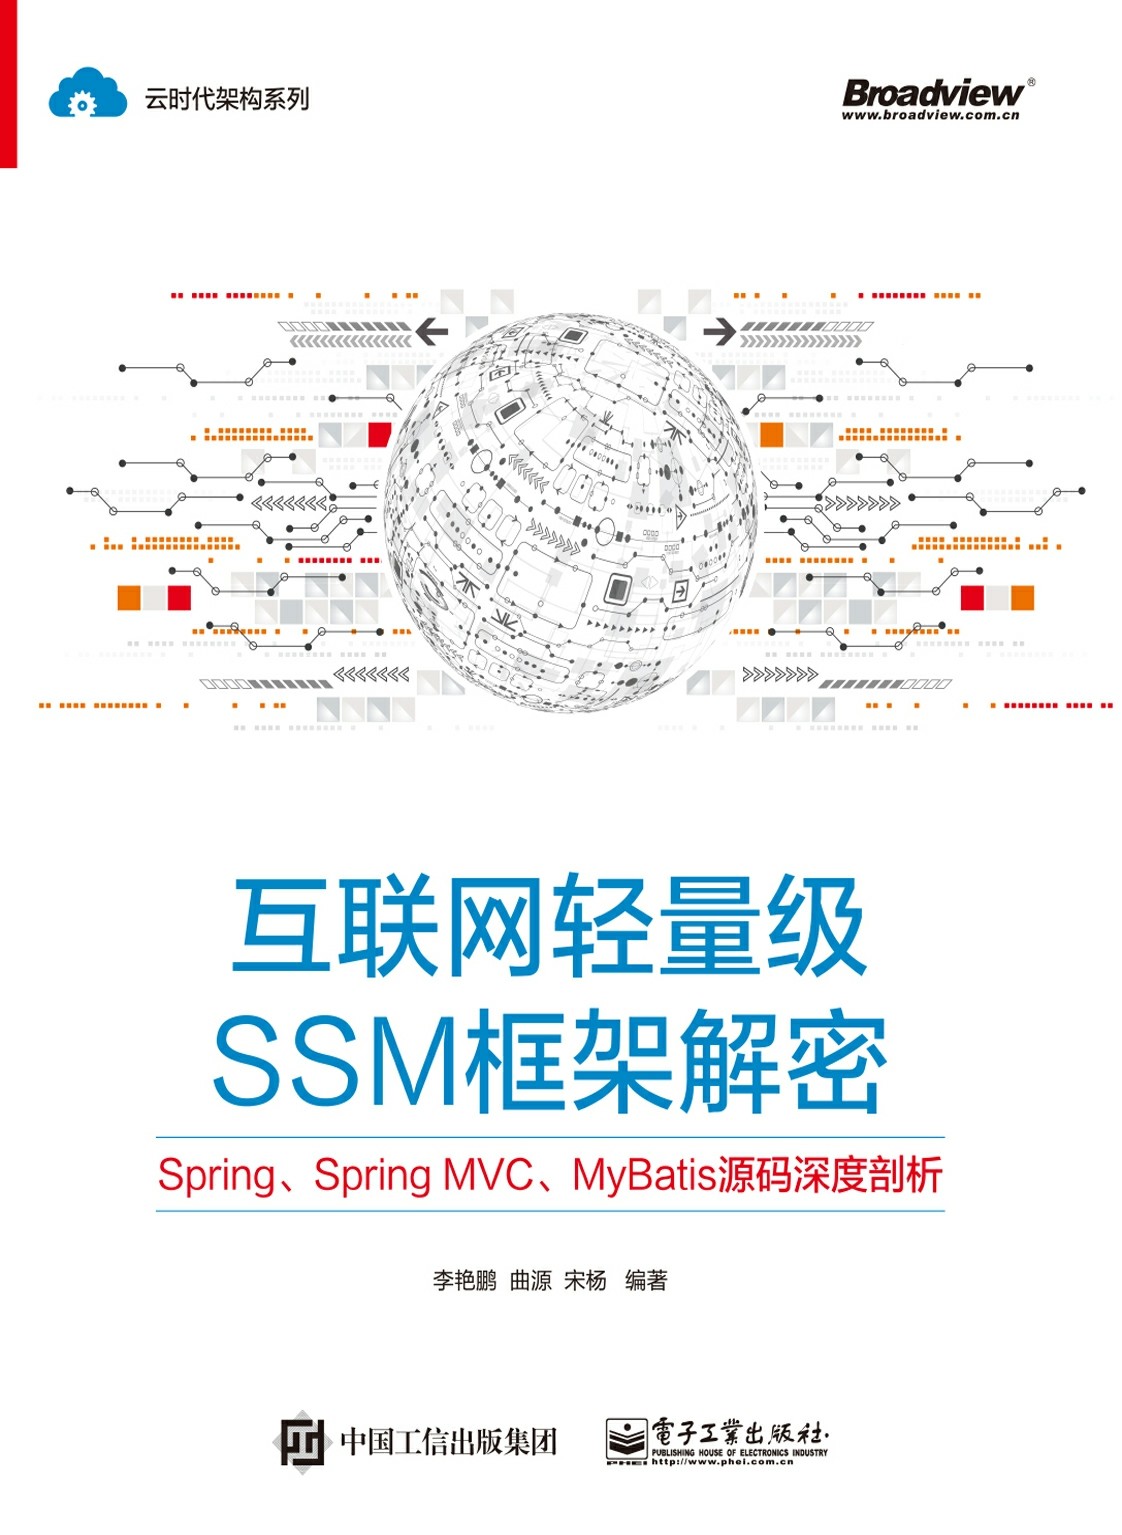 云时代架构系列
Broadview®
www.broadview.com.cn
互联网轻量级
SSM框架解密
Spring、Spring MVC、MyBatis源码深度剖析
李艳鹏 曲源 宋杨 编著
中国工信出版集团
電子工業出版社·
PUBLISHING HOUSE OF ELECTRONICS INDUSTRY
PHEI http://www.phei.com.cn